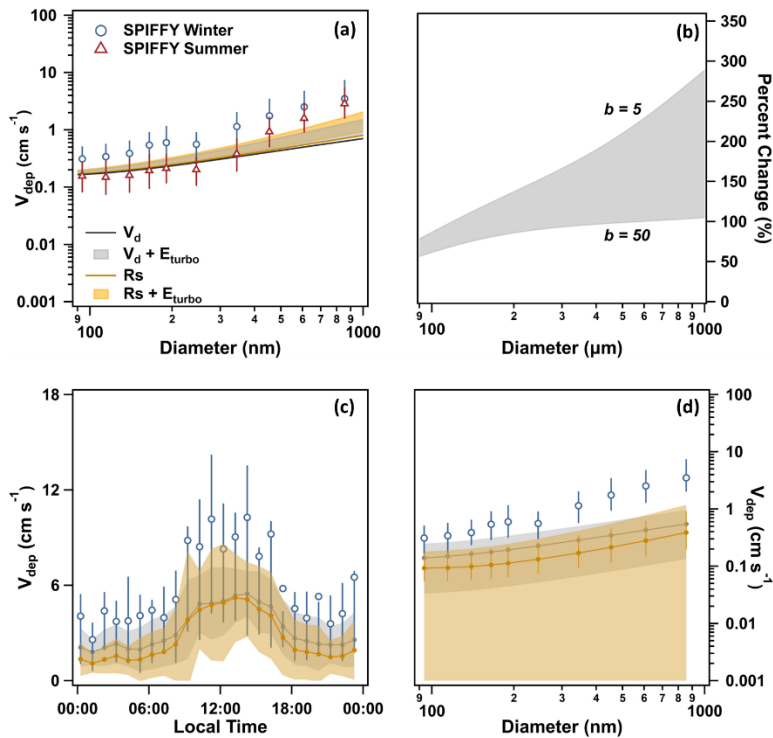 (a)
SPIFFY Winter
SPIFFY Summer
V_d
V_d + E_turbo
Rs
Rs + E_turbo
V_dep (cm s⁻¹)
100
10
1
0.1
0.01
0.001
9 100 2 3 4 5 6 7 8 9 1000
Diameter (nm)
(b)
b = 5
b = 50
Percent Change (%)
350
300
250
200
150
100
50
0
9 100 2 3 4 5 6 7 8 9 1000
Diameter (µm)
(c)
V_dep (cm s⁻¹)
18
12
6
0
00:00 06:00 12:00 18:00 00:00
Local Time
(d)
V_dep (cm s⁻¹)
100
10
1
0.1
0.01
0.001
9 100 2 3 4 5 6 7 8 9 1000
Diameter (nm)